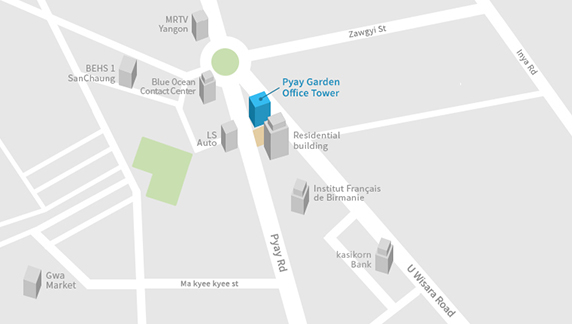 MRTV
Yangon
Zawgyi St
Inya Rd
BEHS 1
SanChaung
Blue Ocean
Contact Center
Pyay Garden
Office Tower
LS
Auto
Residential
building
Institut Français
de Birmanie
Pyay Rd
kasikorn
Bank
U Wisara Road
Gwa
Market
Ma kyee kyee st